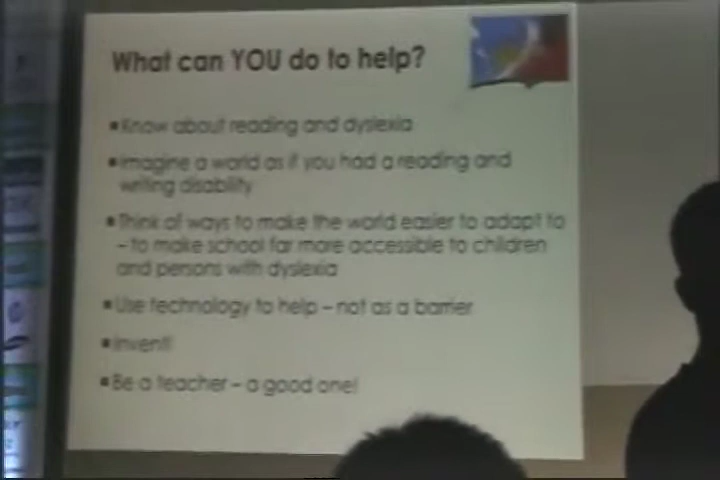 What can YOU do to help?
▪Know about reading and dyslexia
▪Imagine a world as if you had a reading and
writing disability
▪Think of ways to make the world easier to adapt to
– to make school far more accessible to children
and persons with dyslexia
▪Use technology to help – not as a barrier
▪Invent!
▪Be a teacher – a good one!